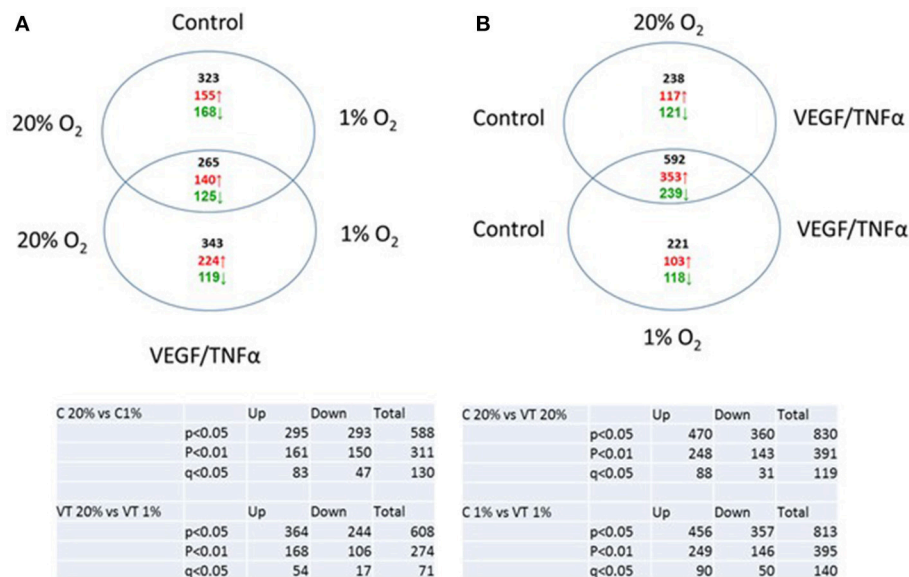 A
Control
323
155↑
168↓
20% O₂
1% O₂
265
140↑
125↓
20% O₂
1% O₂
343
224↑
119↓
VEGF/TNFα
B
20% O₂
238
117↑
121↓
Control
VEGF/TNFα
592
353↑
239↓
Control
VEGF/TNFα
221
103↑
118↓
1% O₂
C 20% vs C1% Up Down Total
p<0.05 295 293 588
P<0.01 161 150 311
q<0.05 83 47 130
VT 20% vs VT 1% Up Down Total
p<0.05 364 244 608
P<0.01 168 106 274
q<0.05 54 17 71
C 20% vs VT 20% Up Down Total
p<0.05 470 360 830
P<0.01 248 143 391
q<0.05 88 31 119
C 1% vs VT 1% Up Down Total
p<0.05 456 357 813
P<0.01 249 146 395
q<0.05 90 50 140